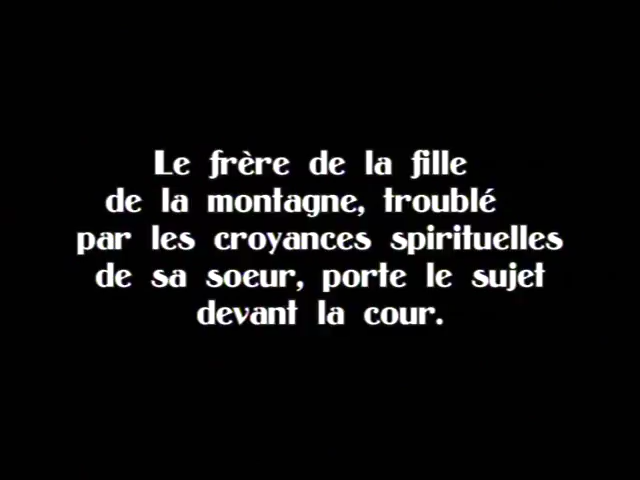 Le frère de la fille
de la montagne, troublé
par les croyances spirituelles
de sa soeur, porte le sujet
devant la cour.